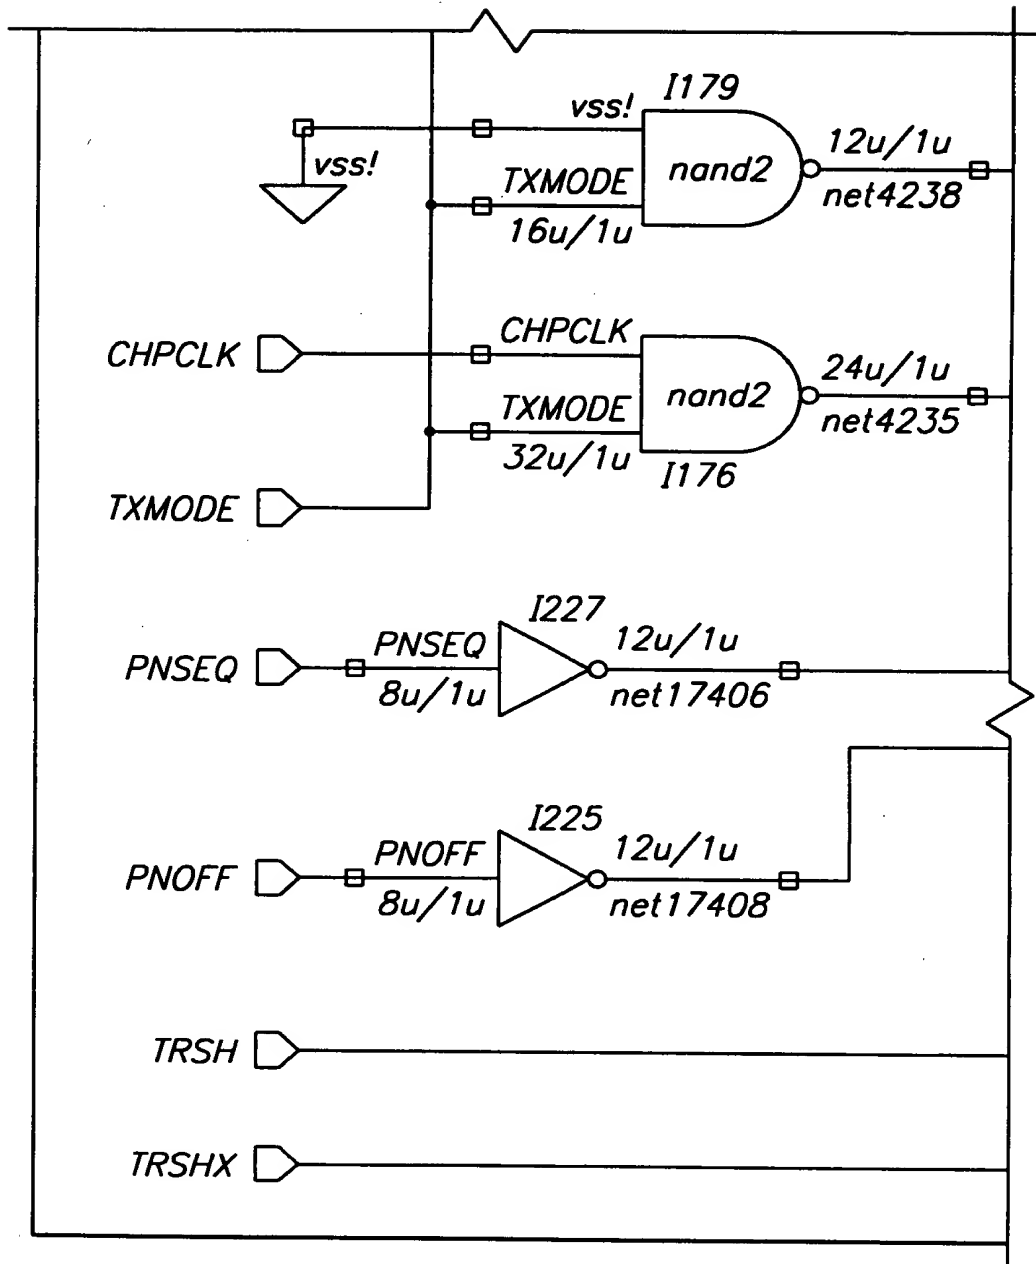 I179
vss!
12u/1u
vss!
nand2
TXMODE
net4238
16u/1u
CHPCLK
CHPCLK
24u/1u
nand2
TXMODE
net4235
32u/1u
I176
TXMODE
I227
PNSEQ
12u/1u
PNSEQ
8u/1u
net17406
I225
PNOFF
12u/1u
PNOFF
8u/1u
net17408
TRSH
TRSHX